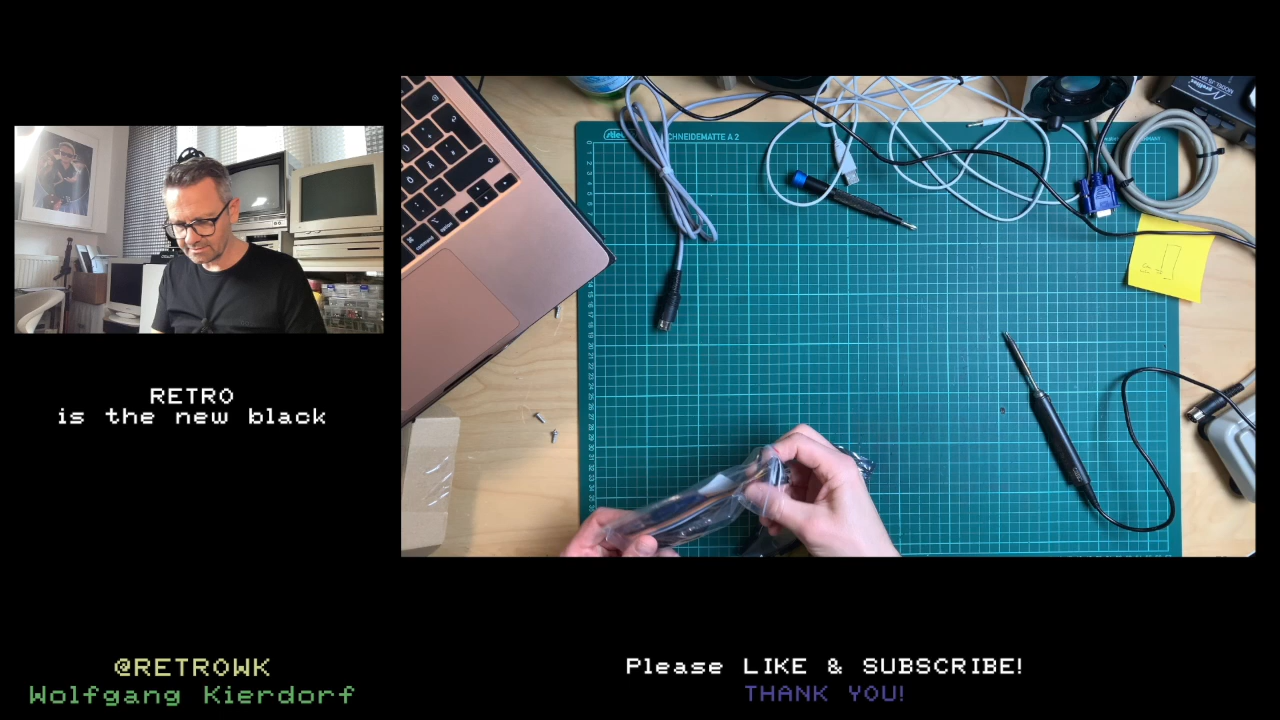 SCHNEIDEMATTE A 2
RETRO
is the new black
@RETROWK
Wolfgang Kierdorf
Please LIKE & SUBSCRIBE!
THANK YOU!